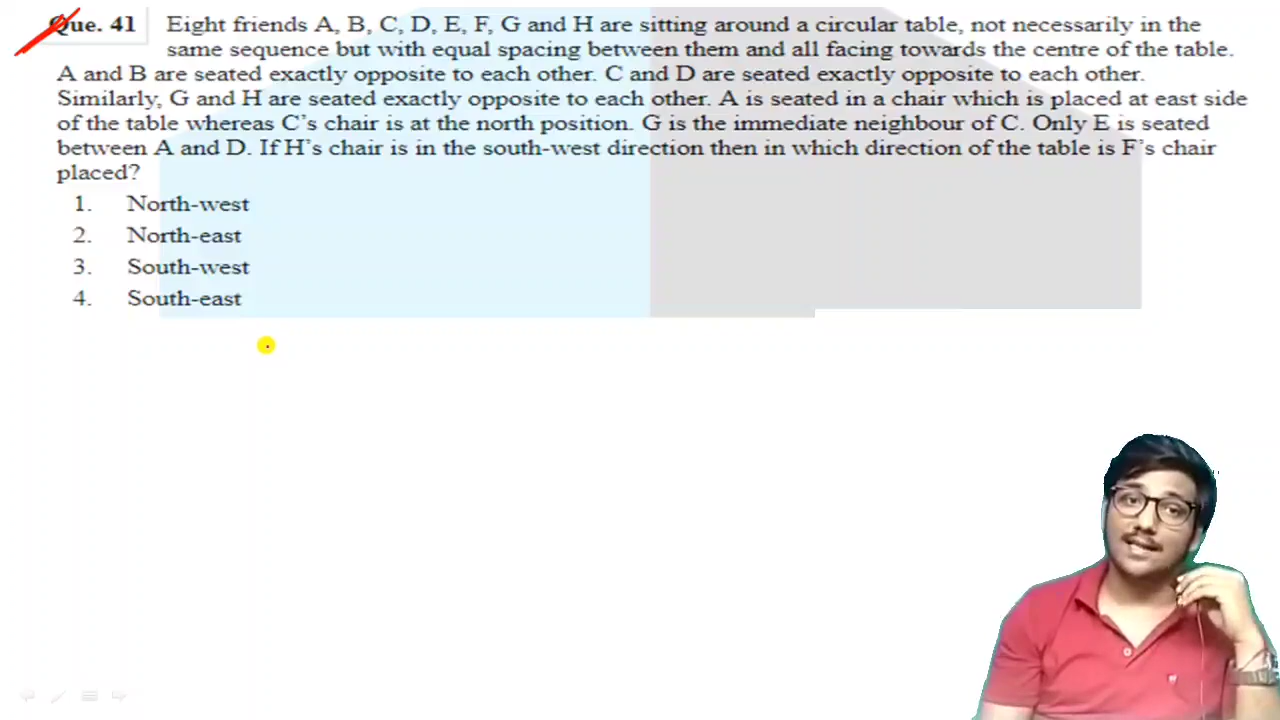 Que. 41 Eight friends A, B, C, D, E, F, G and H are sitting around a circular table, not necessarily in the
same sequence but with equal spacing between them and all facing towards the centre of the table.
A and B are seated exactly opposite to each other. C and D are seated exactly opposite to each other.
Similarly, G and H are seated exactly opposite to each other. A is seated in a chair which is placed at east side
of the table whereas C's chair is at the north position. G is the immediate neighbour of C. Only E is seated
between A and D. If H's chair is in the south-west direction then in which direction of the table is F's chair
placed?
1. North-west
2. North-east
3. South-west
4. South-east